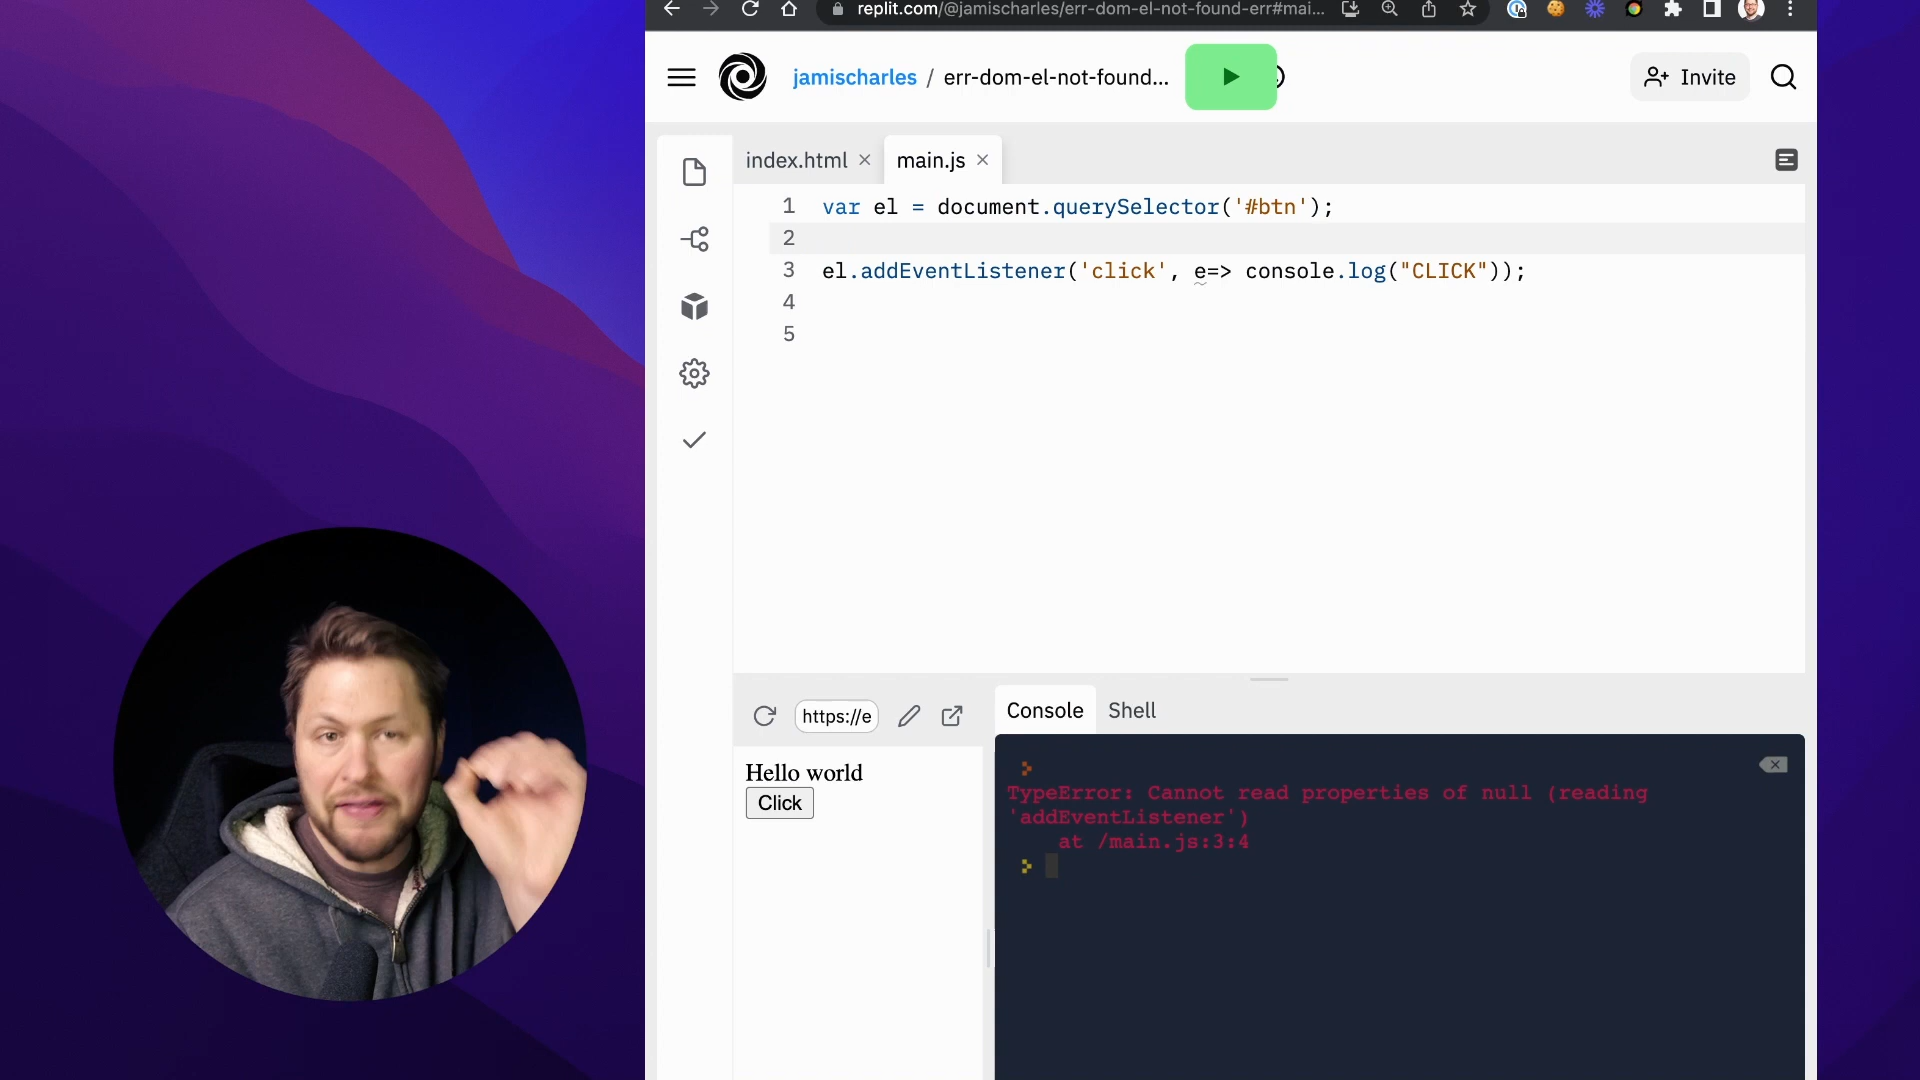 replit.com/@jamischarles/err-dom-el-not-found-err#mai...
jamischarles / err-dom-el-not-found...
Invite
index.html
main.js
1 var el = document.querySelector('#btn');
2
3 el.addEventListener('click', e=> console.log("CLICK"));
4
5
https://e
Console Shell
Hello world
Click
TypeError: Cannot read properties of null (reading
'addEventListener')
at /main.js:3:4